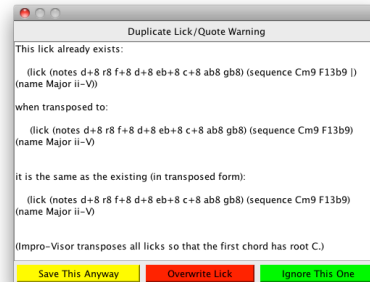 Duplicate Lick/Quote Warning
This lick already exists:
(lick (notes d+8 r8 f+8 d+8 eb+8 c+8 ab8 gb8) (sequence Cm9 F13b9 |)
(name Major ii-V))
when transposed to:
(lick (notes d+8 r8 f+8 d+8 eb+8 c+8 ab8 gb8) (sequence Cm9 F13b9)
(name Major ii-V)
it is the same as the existing (in transposed form):
(lick (notes d+8 r8 f+8 d+8 eb+8 c+8 ab8 gb8) (sequence Cm9 F13b9)
(name Major ii-V)
(Impro-Visor transposes all licks so that the first chord has root C.)
Save This Anyway
Overwrite Lick
Ignore This One